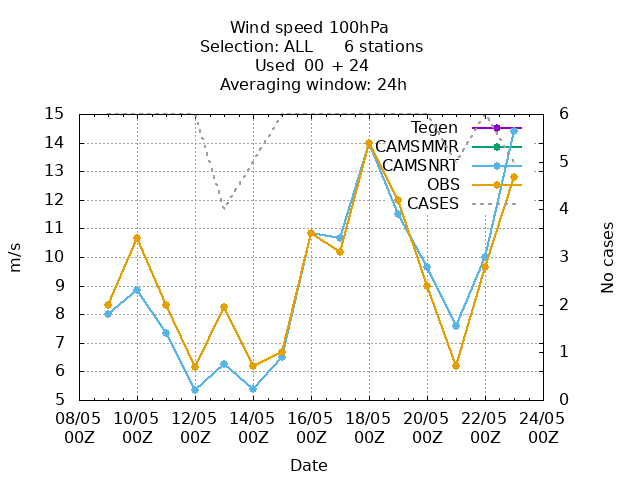 Wind speed 100hPa
Selection: ALL 6 stations
Used 00 + 24
Averaging window: 24h
15
14
13
12
11
10
9
8
7
6
5
m/s
6
5
4
3
2
1
0
No cases
Tegen
CAMSMMR
CAMSNRT
OBS
CASES
08/05 10/05 12/05 14/05 16/05 18/05 20/05 22/05 24/05
00Z 00Z 00Z 00Z 00Z 00Z 00Z 00Z 00Z
Date